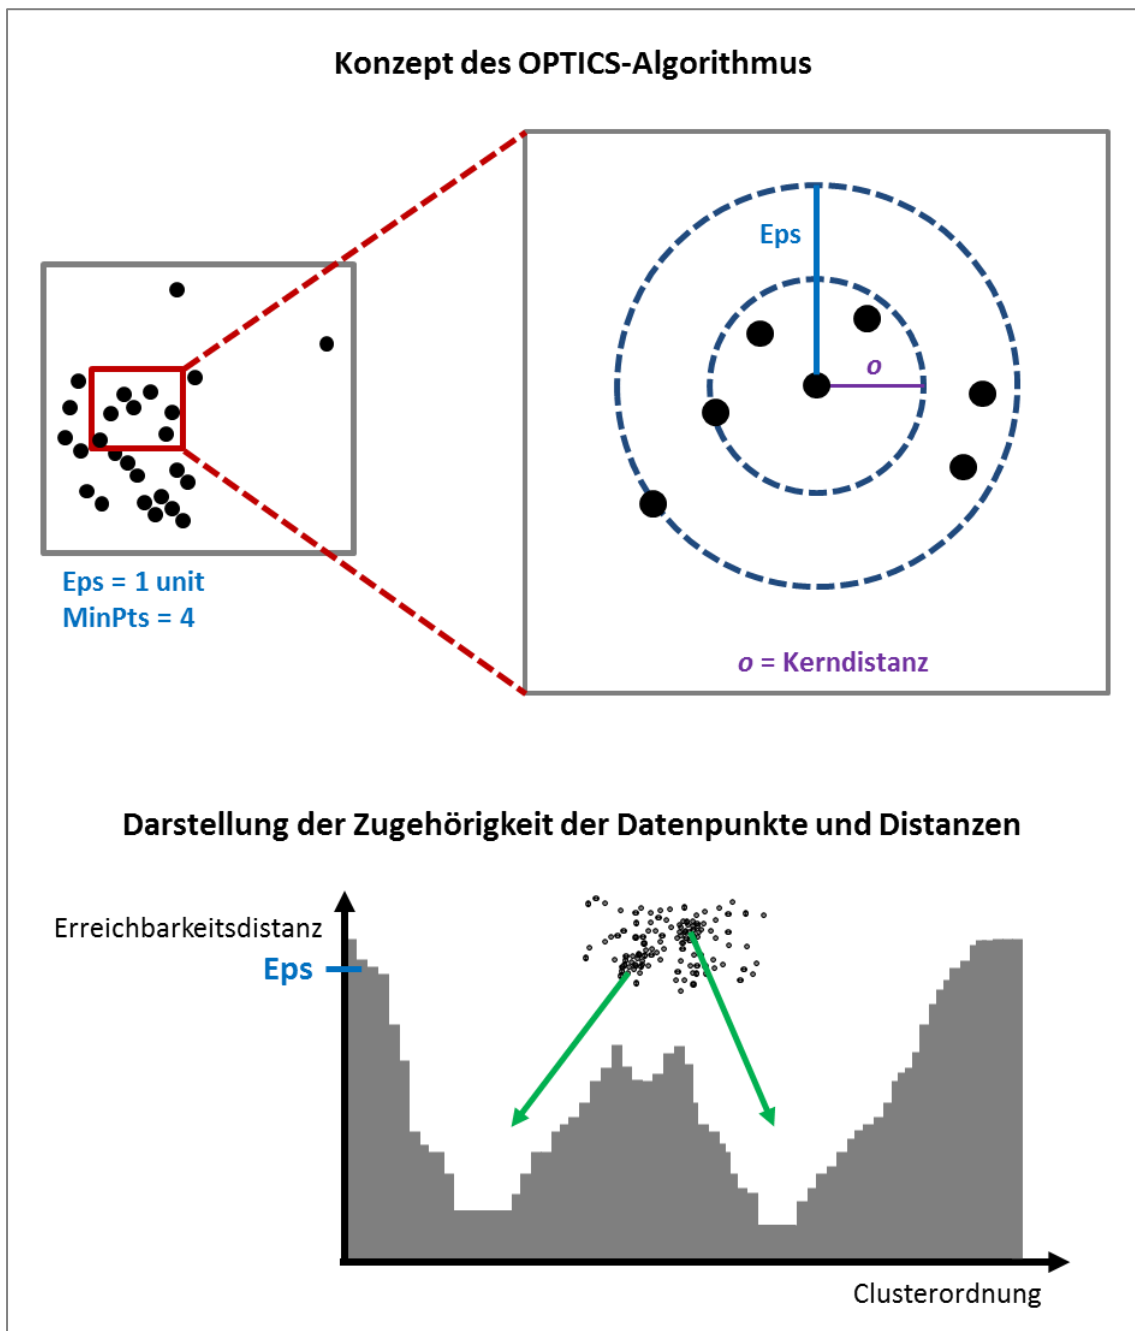 Konzept des OPTICS-Algorithmus
Eps
o
Eps = 1 unit
MinPts = 4
o = Kerndistanz
Darstellung der Zugehörigkeit der Datenpunkte und Distanzen
Erreichbarkeitsdistanz
Eps
Clusterordnung